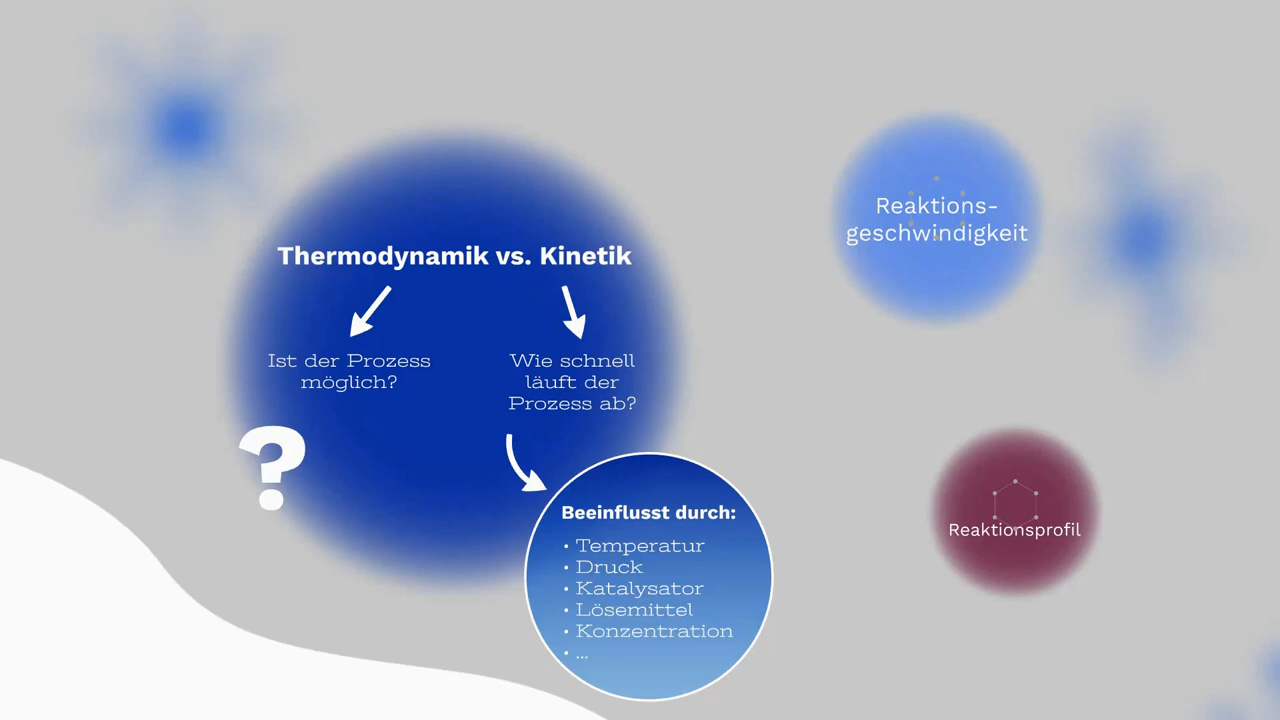 Thermodynamik vs. Kinetik
Ist der Prozess
möglich?
Wie schnell
läuft der
Prozess ab?
?
Beeinflusst durch:
• Temperatur
• Druck
• Katalysator
• Lösemittel
• Konzentration
• ...
Reaktions-
geschwindigkeit
Reaktionsprofil